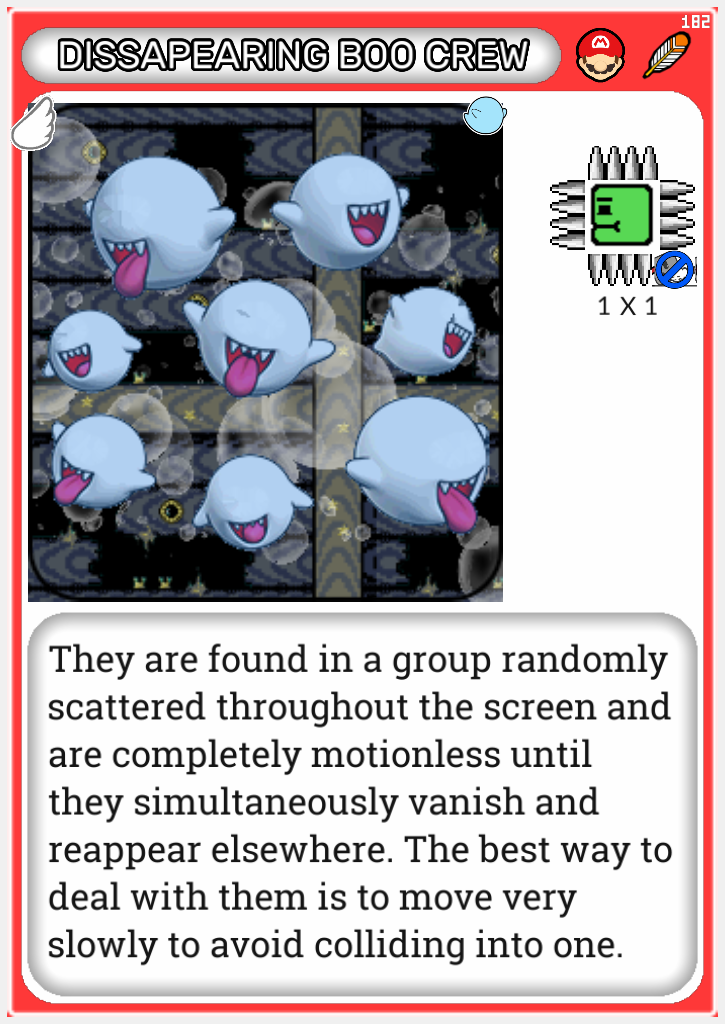 182
DISSAPEARING BOO CREW
1 X 1
They are found in a group randomly
scattered throughout the screen and
are completely motionless until
they simultaneously vanish and
reappear elsewhere. The best way to
deal with them is to move very
slowly to avoid colliding into one.